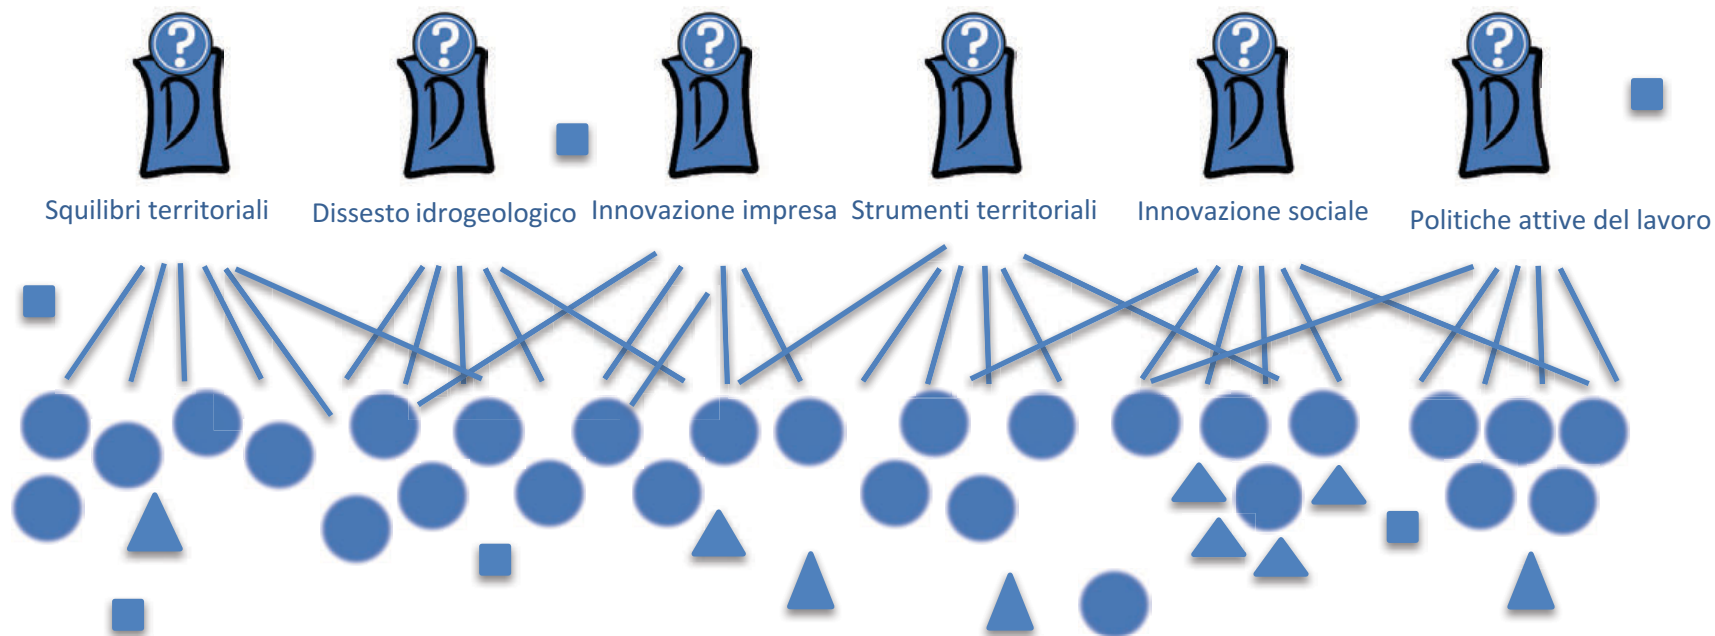 ? ? ? ? ? ?
D D D D D D
Squilibri territoriali
Dissesto idrogeologico
Innovazione impresa
Strumenti territoriali
Innovazione sociale
Politiche attive del lavoro